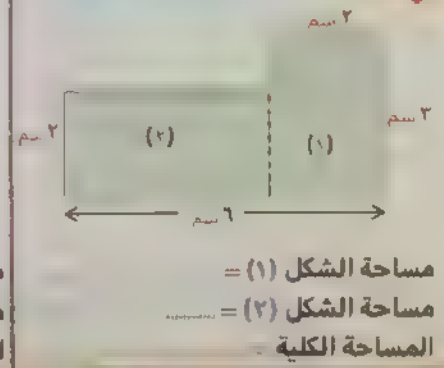 ٢ سم
٣ سم
٢ سم
(٢)
(١)
٦ سم
مساحة الشكل (١) =
مساحة الشكل (٢) = ..........
المساحة الكلية =